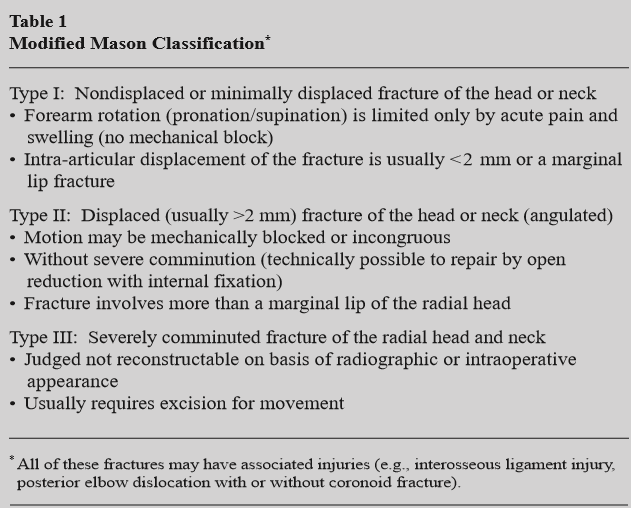 Table 1
Modified Mason Classification*
Type I: Nondisplaced or minimally displaced fracture of the head or neck
• Forearm rotation (pronation/supination) is limited only by acute pain and
swelling (no mechanical block)
• Intra-articular displacement of the fracture is usually <2 mm or a marginal
lip fracture
Type II: Displaced (usually >2 mm) fracture of the head or neck (angulated)
• Motion may be mechanically blocked or incongruous
• Without severe comminution (technically possible to repair by open
reduction with internal fixation)
• Fracture involves more than a marginal lip of the radial head
Type III: Severely comminuted fracture of the radial head and neck
• Judged not reconstructable on basis of radiographic or intraoperative
appearance
• Usually requires excision for movement
*All of these fractures may have associated injuries (e.g., interosseous ligament injury,
posterior elbow dislocation with or without coronoid fracture).